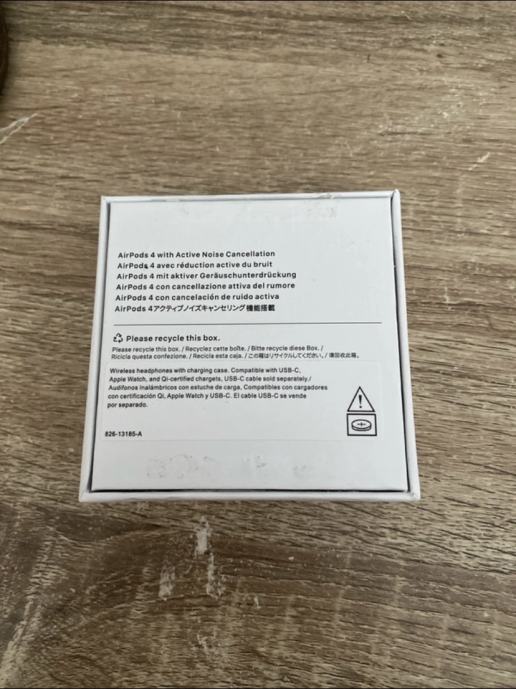 AirPods 4 with Active Noise Cancellation
AirPods 4 avec réduction active du bruit
AirPods 4 mit aktiver Geräuschunterdrückung
AirPods 4 con cancellazione attiva del rumore
AirPods 4 con cancelación de ruido activa
AirPods 4アクティブノイズキャンセリング機能搭載
Please recycle this box.
Please recycle this box. / Recyclez cette boîte. / Bitte recycle diese Box. /
Ricicla questa confezione. / Recicla esta caja. / この箱はリサイクルしてください。/ 請回收此箱。
Wireless headphones with charging case. Compatible with USB-C,
Apple Watch, and Qi-certified chargets, USB-C cable sold separately /
Audífonos inalámbricos con estuche de carga. Compatibles con cargadores
con certificación Qi, Apple Watch y USB-C. El cable USB-C se vende
por separado.
826-13185-A